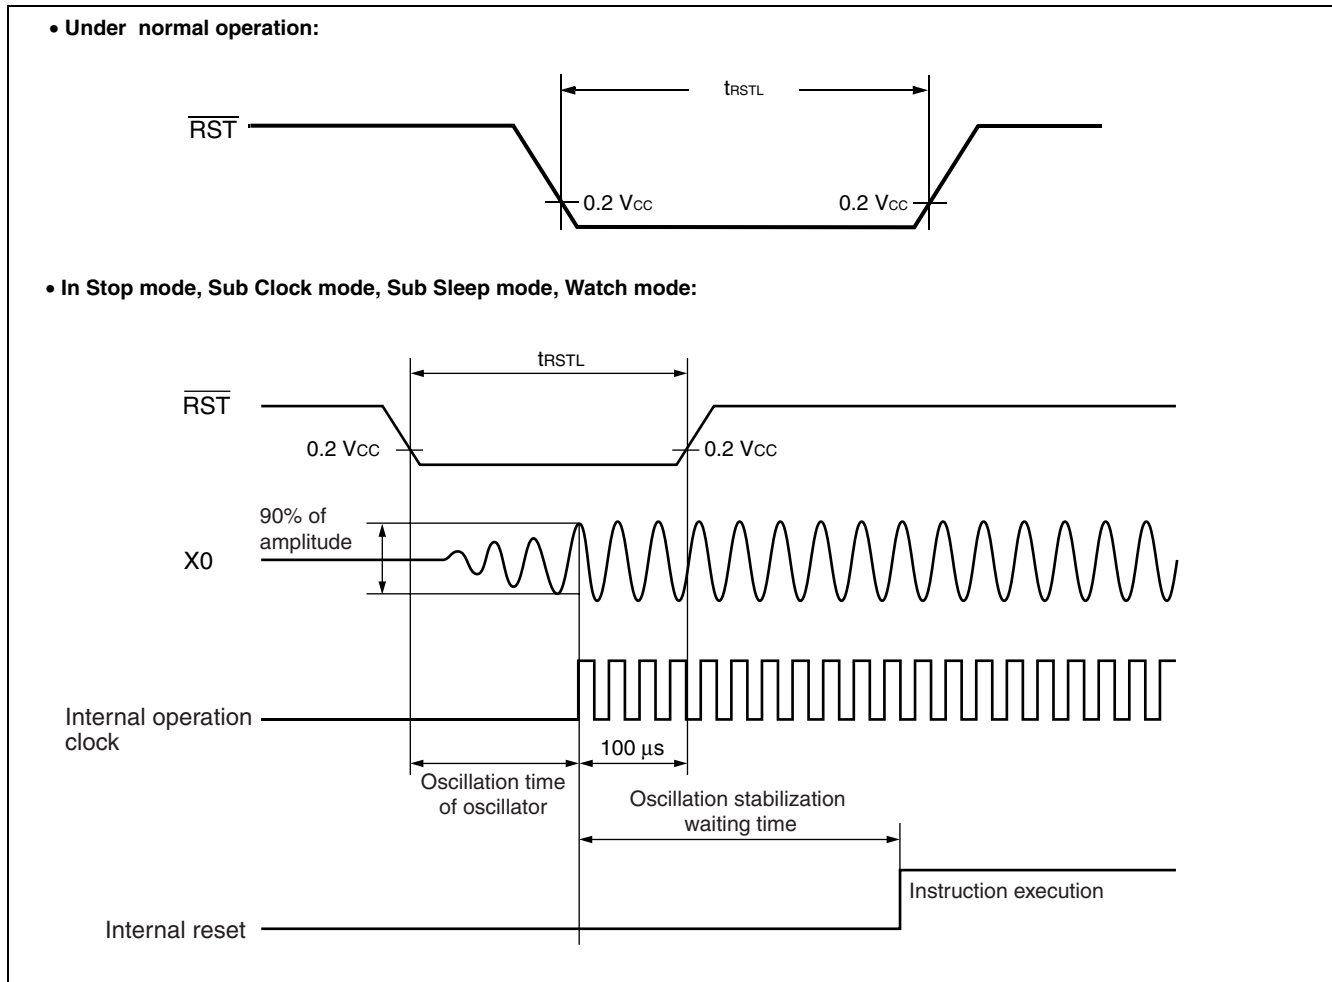 • Under normal operation:
tRSTL
RST
0.2 VCC
0.2 VCC
• In Stop mode, Sub Clock mode, Sub Sleep mode, Watch mode:
tRSTL
RST
0.2 VCC
0.2 VCC
90% of
amplitude
X0
Internal operation
clock
100 μs
Oscillation time
of oscillator
Oscillation stabilization
waiting time
Instruction execution
Internal reset